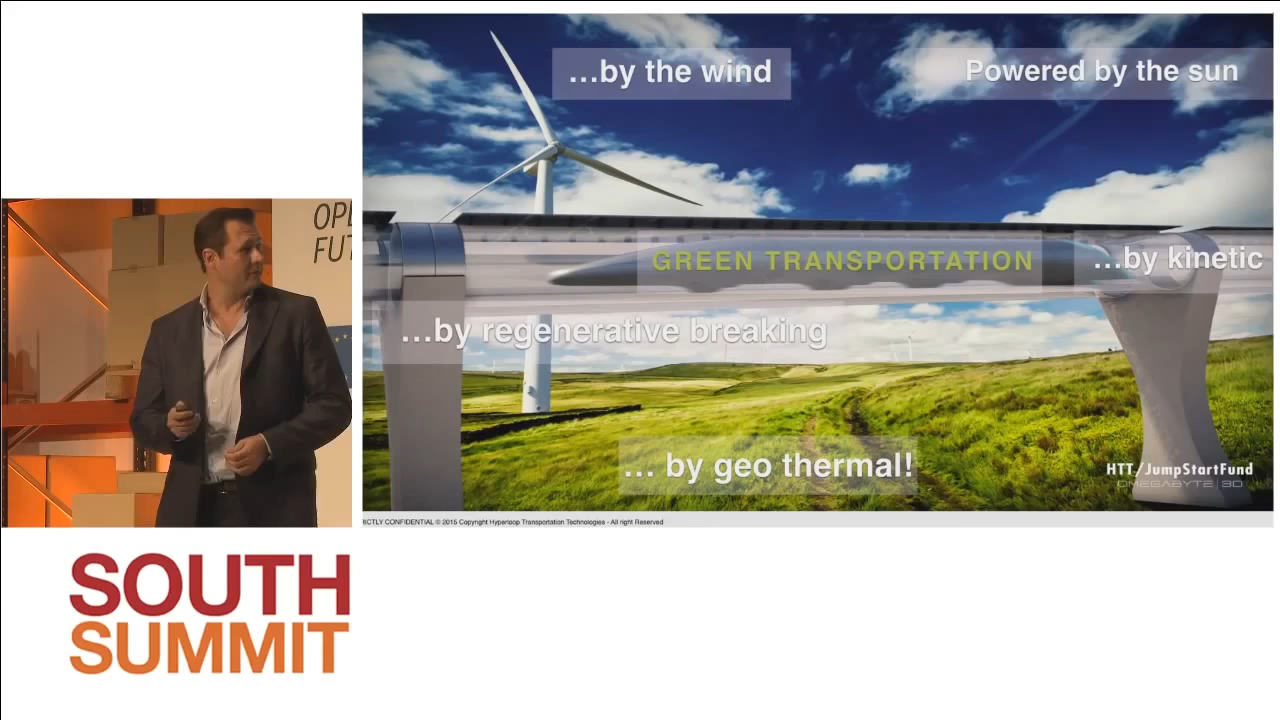 ...by the wind
Powered by the sun
GREEN TRANSPORTATION
...by kinetic
...by regenerative breaking
... by geo thermal!
HTT/JumpStartFund
OMEGABYTE|3D
CTLY CONFIDENTIAL © 2015 Copyright Hyperloop Transportation Technologies - All right Reserved
OPE
FUT
SOUTH
SUMMIT